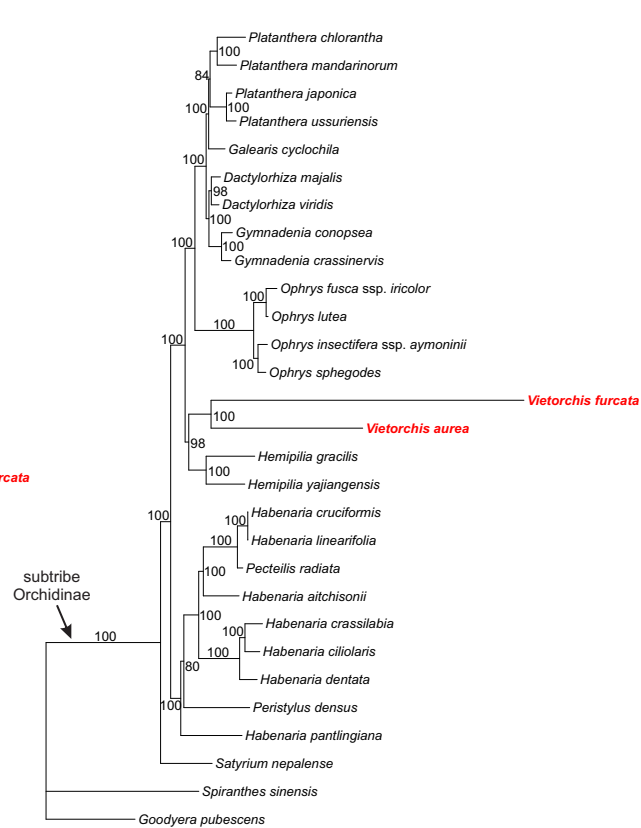 Platanthera chlorantha
100
Platanthera mandarinorum
84
Platanthera japonica
100
100
Platanthera ussuriensis
Galearis cyclochila
100
Dactylorhiza majalis
98
Dactylorhiza viridis
100
Gymnadenia conopsea
100
100
Gymnadenia crassinervis
Ophrys fusca ssp. iricolor
100
Ophrys lutea
100
100
Ophrys insectifera ssp. aymoninii
100
Ophrys sphegodes
Vietorchis furcata
100
Vietorchis aurea
98
Hemipilia gracilis
100
rcata
Hemipilia yajiangensis
Habenaria cruciformis
100
100
Habenaria linearifolia
100
Pecteilis radiata
100
subtribe
Orchidinae
Habenaria aitchisonii
100
Habenaria crassilabia
100
100
Habenaria ciliolaris
100
80
Habenaria dentata
100
Peristylus densus
Habenaria pantlingiana
Satyrium nepalense
Spiranthes sinensis
Goodyera pubescens